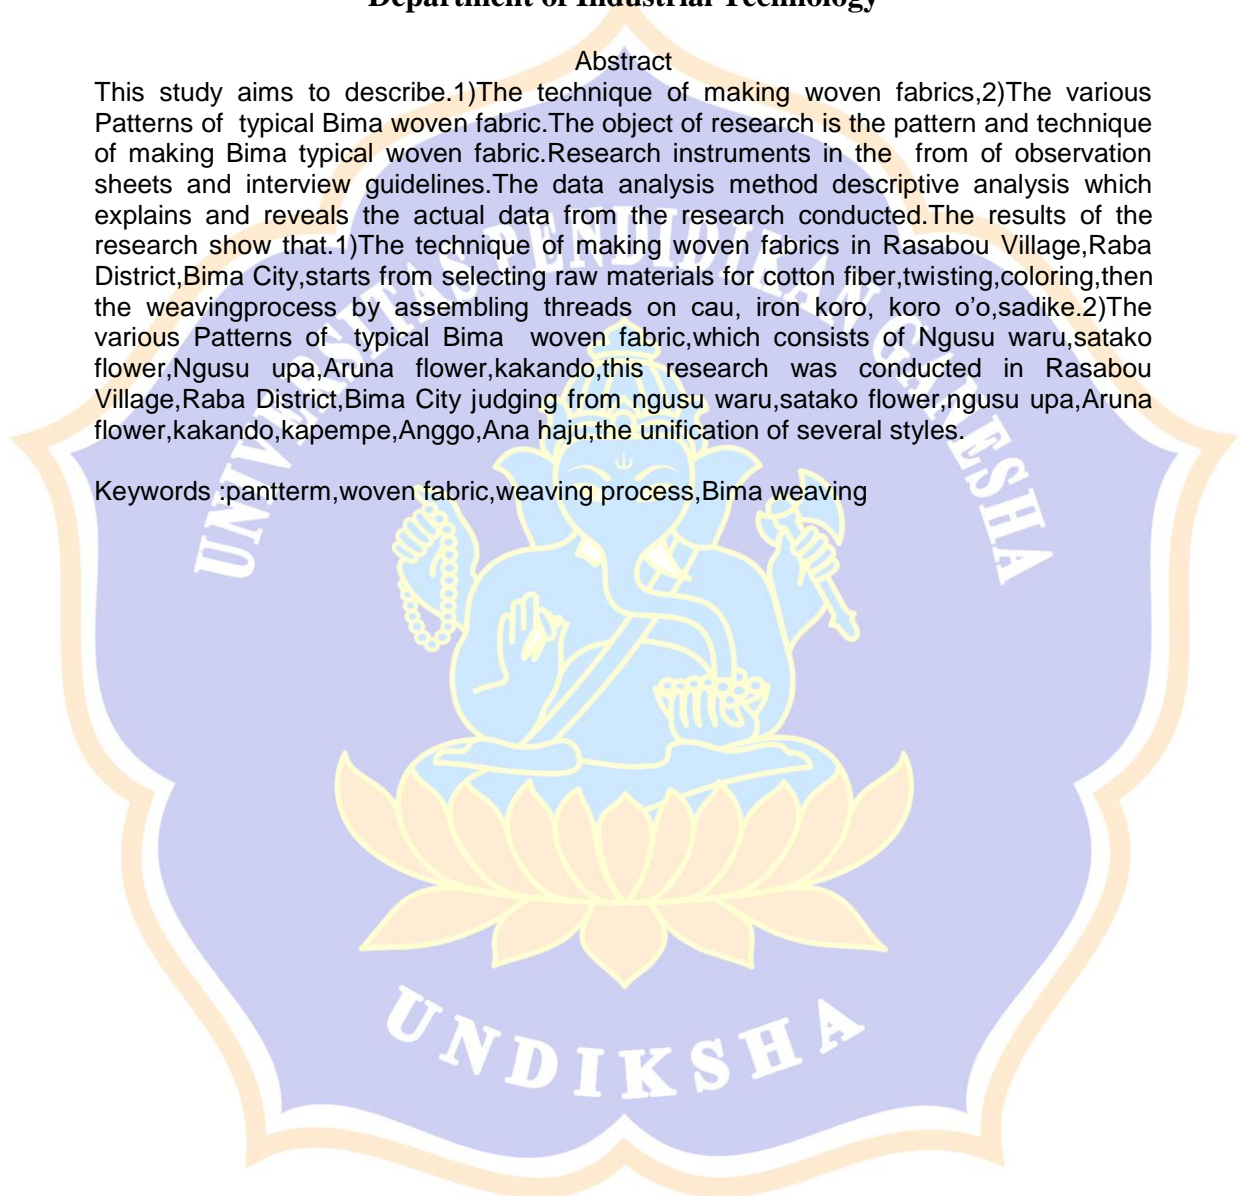 Department of Industrial Technology
Abstract
This study aims to describe.1)The technique of making woven fabrics,2)The various
Patterns of typical Bima woven fabric.The object of research is the pattern and technique
of making Bima typical woven fabric.Research instruments in the from of observation
sheets and interview guidelines.The data analysis method descriptive analysis which
explains and reveals the actual data from the research conducted.The results of the
research show that.1)The technique of making woven fabrics in Rasabou Village,Raba
District,Bima City,starts from selecting raw materials for cotton fiber,twisting,coloring,then
the weavingprocess by assembling threads on cau, iron koro, koro o’o,sadike.2)The
various Patterns of typical Bima woven fabric,which consists of Ngusu waru,satako
flower,Ngusu upa,Aruna flower,kakando,this research was conducted in Rasabou
Village,Raba District,Bima City judging from ngusu waru,satako flower,ngusu upa,Aruna
flower,kakando,kapempe,Anggo,Ana haju,the unification of several styles.
Keywords :pantterm,woven fabric,weaving process,Bima weaving
UNIVERSITAS PENDIDIKAN GANESHA
UNDIKSHA